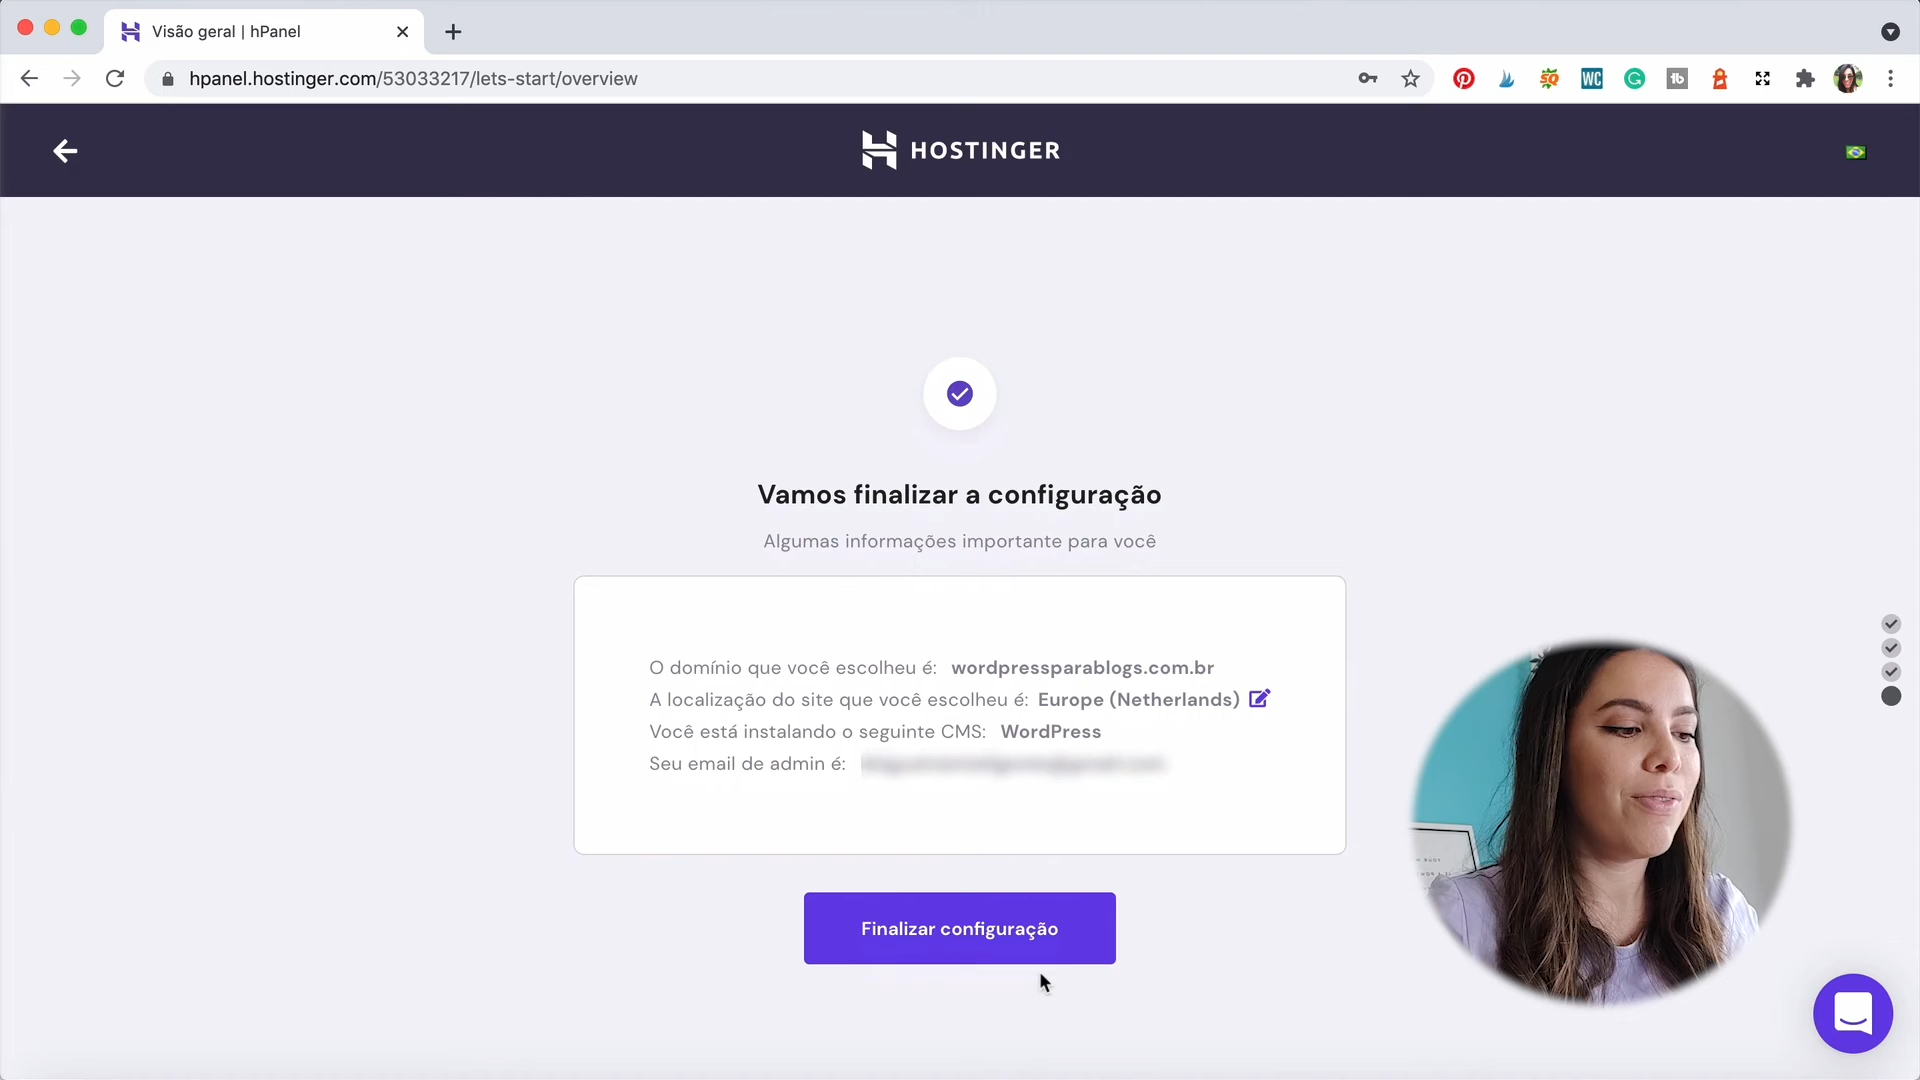 Visão geral | hPanel
hpanel.hostinger.com/53033217/lets-start/overview
HOSTINGER
Vamos finalizar a configuração
Algumas informações importante para você
O domínio que você escolheu é: wordpressparablogs.com.br
A localização do site que você escolheu é: Europe (Netherlands)
Você está instalando o seguinte CMS: WordPress
Seu email de admin é:
Finalizar configuração